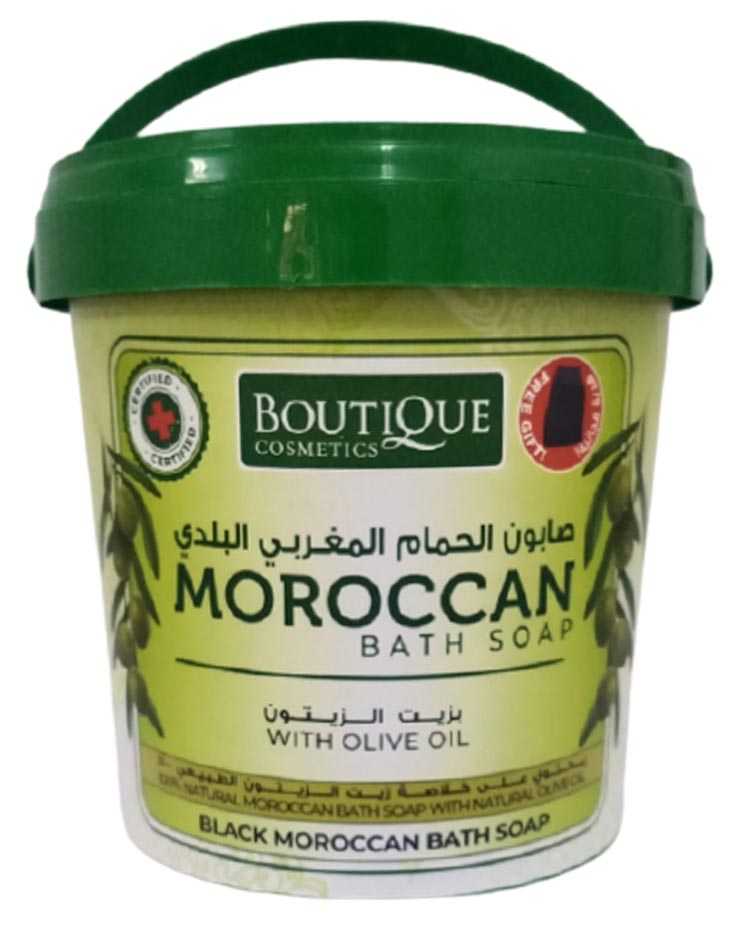 CERTIFIED
CERTIFIED
BOUTIQUE
COSMETICS
FREE GIFT!
صابون الحمام المغربي البلدي
MOROCCAN
BATH SOAP
بزيت الزيتون
WITH OLIVE OIL
يحتوي على خلاصة زيت الزيتون الطبيعي
NATURAL MOROCCAN BATH SOAP WITH NATURAL OLIVE OIL
BLACK MOROCCAN BATH SOAP